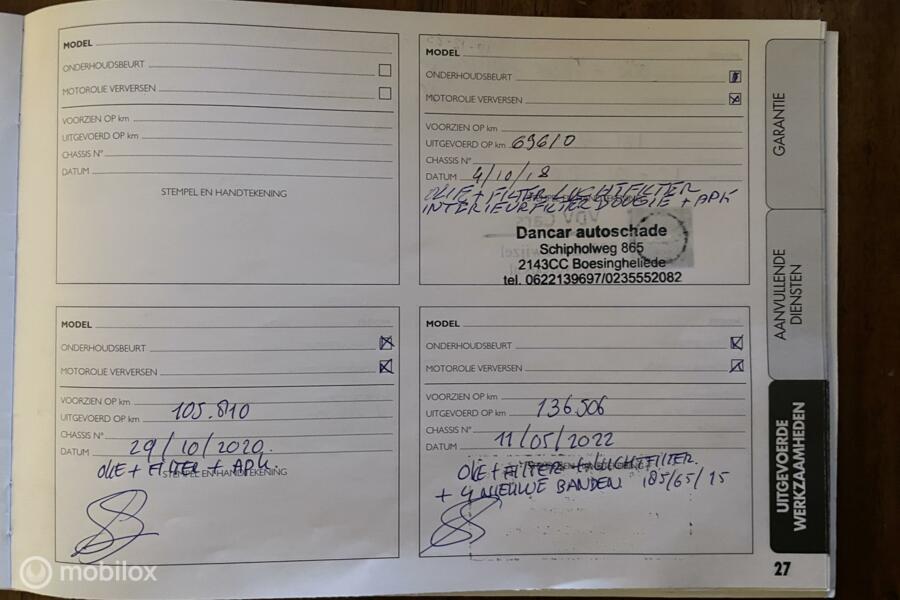 MODEL
ONDERHOUDSBEURT
MOTOROLIE VERVERSEN
VOORZIEN OP km
UITGEVOERD OP km
CHASSIS N°
DATUM
STEMPEL EN HANDTEKENING
MODEL
ONDERHOUDSBEURT
MOTOROLIE VERVERSEN
VOORZIEN OP km
UITGEVOERD OP km 69610
CHASSIS N°
DATUM 4/10/18
OLIE + FILTER LUCHTFILTER
INTERIEURFILTER BOUGIE + APK
Dancar autoschade
Schipholweg 865
2143CC Boesingheliede
tel. 0622139697/0235552082
MODEL
ONDERHOUDSBEURT
MOTOROLIE VERVERSEN
VOORZIEN OP km
UITGEVOERD OP km 105.810
CHASSIS N°
DATUM 29/10/2020
OLIE + FILTER + APK
STEMPEL EN HANDTEKENING
MODEL
ONDERHOUDSBEURT
MOTOROLIE VERVERSEN
VOORZIEN OP km
UITGEVOERD OP km 136.506
CHASSIS N°
DATUM 11/05/2022
OLIE + FILTER + LUCHTFILTER.
+ 4 NIEUWE BANDEN 185/65/15
GARANTIE
AANVULLENDE
DIENSTEN
UITGEVOERDE
WERKZAAMHEDEN
27
mobilox